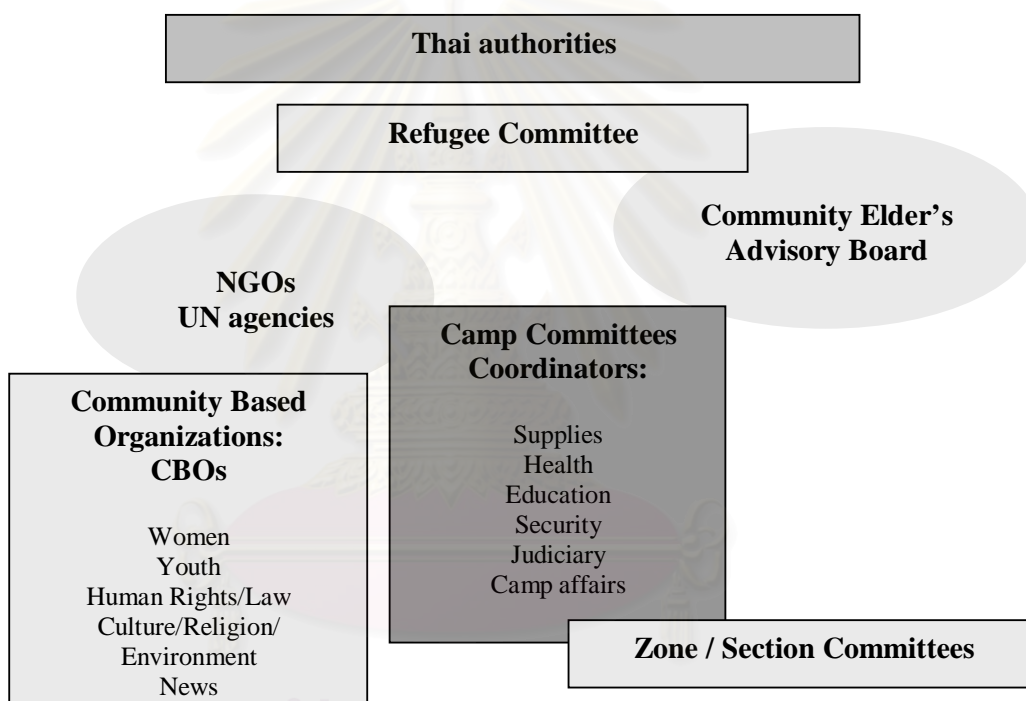 Thai authorities
Refugee Committee
Community Elder’s
Advisory Board
NGOs
UN agencies
Camp Committees
Coordinators:
Supplies
Health
Education
Security
Judiciary
Camp affairs
Community Based
Organizations:
CBOs
Women
Youth
Human Rights/Law
Culture/Religion/
Environment
News
Zone / Section Committees